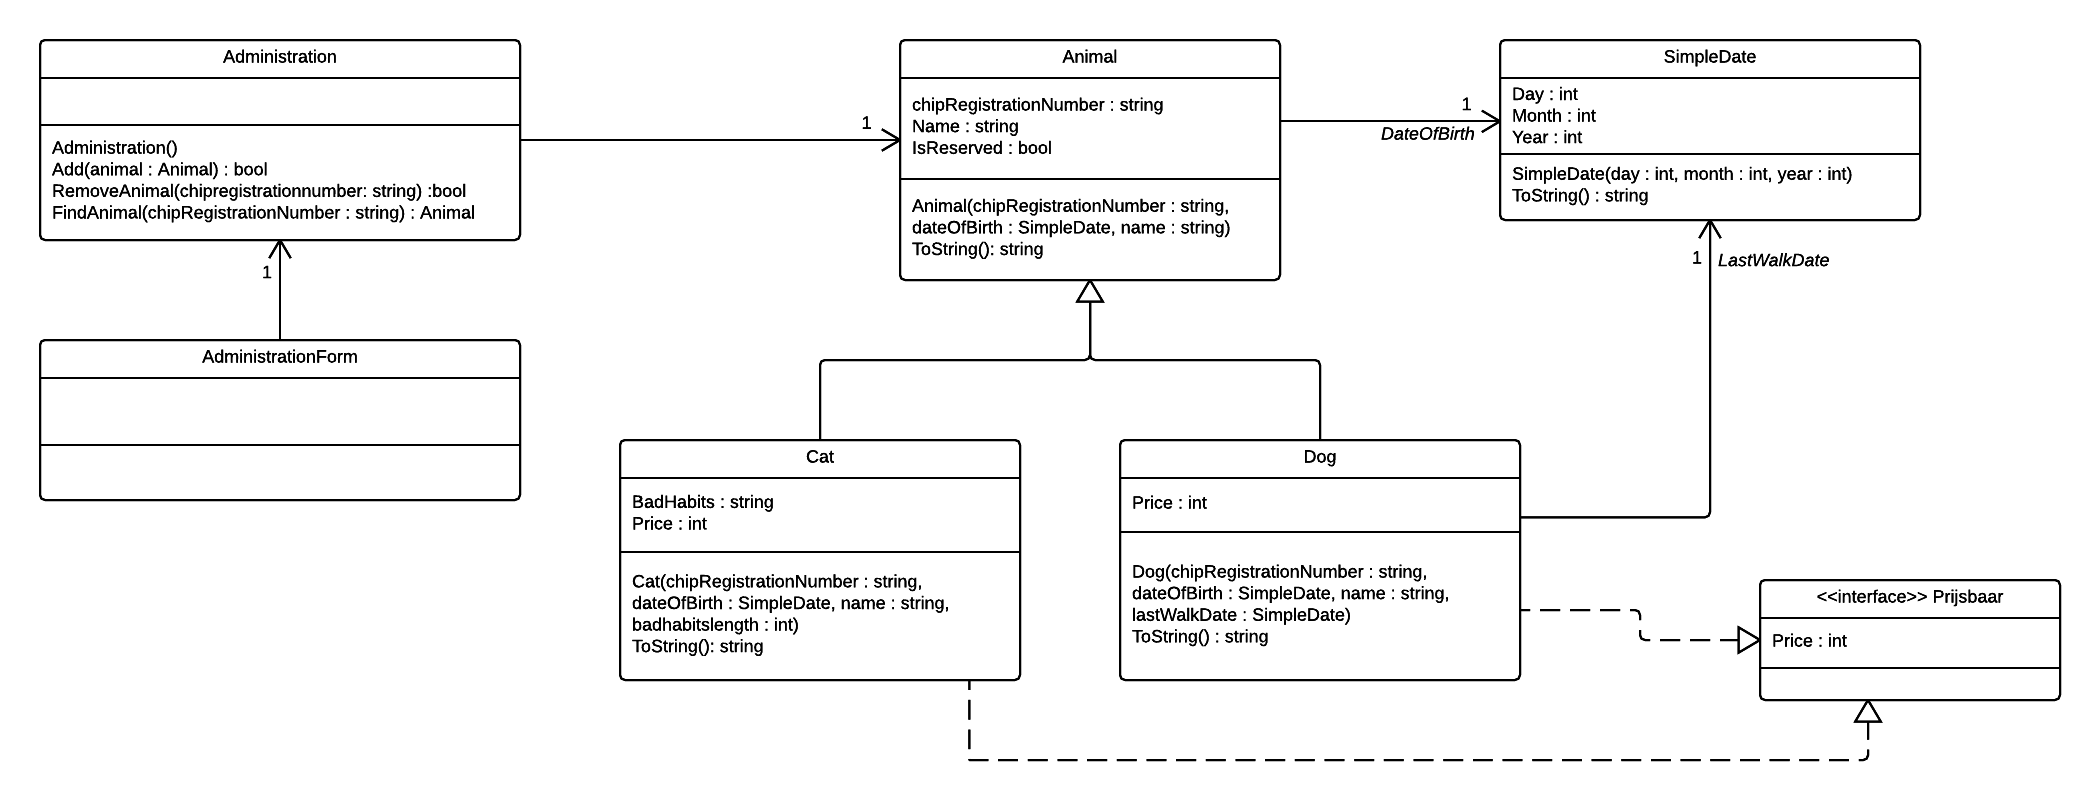 Administration
Administration()
Add(animal : Animal) : bool
RemoveAnimal(chipregistrationnumber: string) :bool
FindAnimal(chipRegistrationNumber : string) : Animal
1
AdministrationForm
1
Animal
chipRegistrationNumber : string
Name : string
IsReserved : bool
Animal(chipRegistrationNumber : string,
dateOfBirth : SimpleDate, name : string)
ToString(): string
1
DateOfBirth
SimpleDate
Day : int
Month : int
Year : int
SimpleDate(day : int, month : int, year : int)
ToString() : string
1
LastWalkDate
Cat
BadHabits : string
Price : int
Cat(chipRegistrationNumber : string,
dateOfBirth : SimpleDate, name : string,
badhabitslength : int)
ToString(): string
Dog
Price : int
Dog(chipRegistrationNumber : string,
dateOfBirth : SimpleDate, name : string,
lastWalkDate : SimpleDate)
ToString() : string
<<interface>> Prijsbaar
Price : int